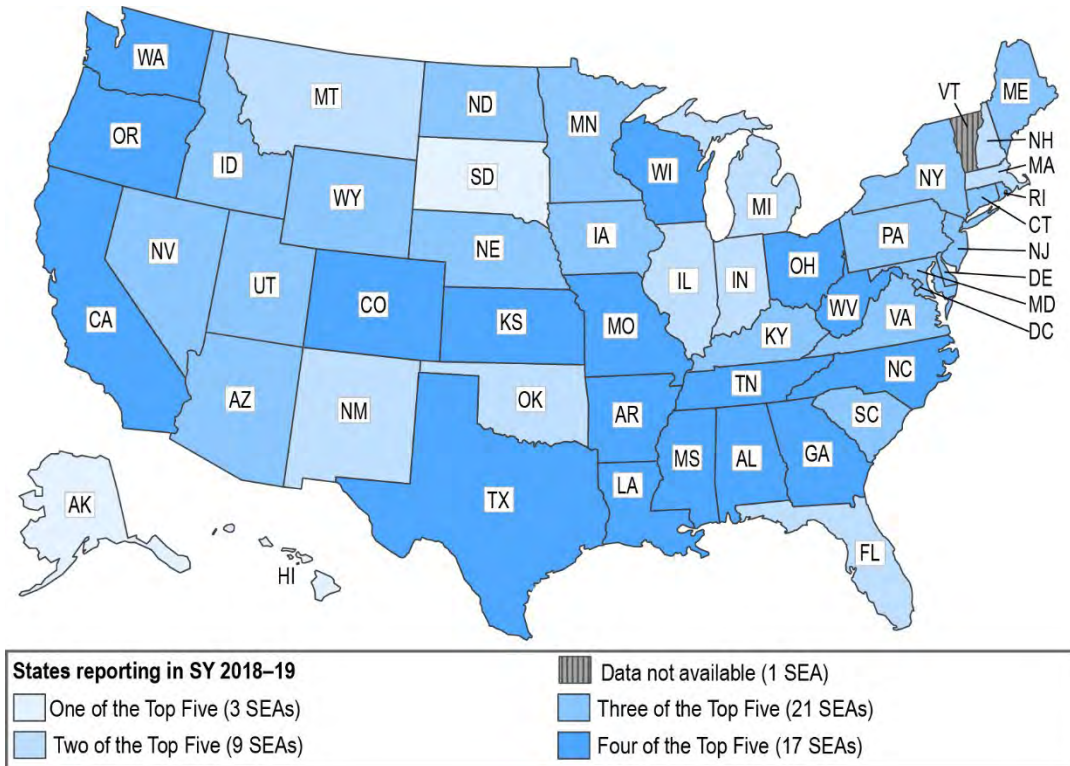 WA
MT
ND
MN
VT
ME
OR
NH
ID
SD
WI
NY
MA
WY
MI
RI
CT
NV
NE
IA
PA
NJ
UT
IL
IN
OH
DE
CA
CO
KS
MO
WV
VA
MD
KY
DC
AZ
NM
OK
TN
NC
AR
SC
TX
MS
AL
GA
LA
AK
FL
HI
States reporting in SY 2018–19
One of the Top Five (3 SEAs)
Two of the Top Five (9 SEAs)
Data not available (1 SEA)
Three of the Top Five (21 SEAs)
Four of the Top Five (17 SEAs)